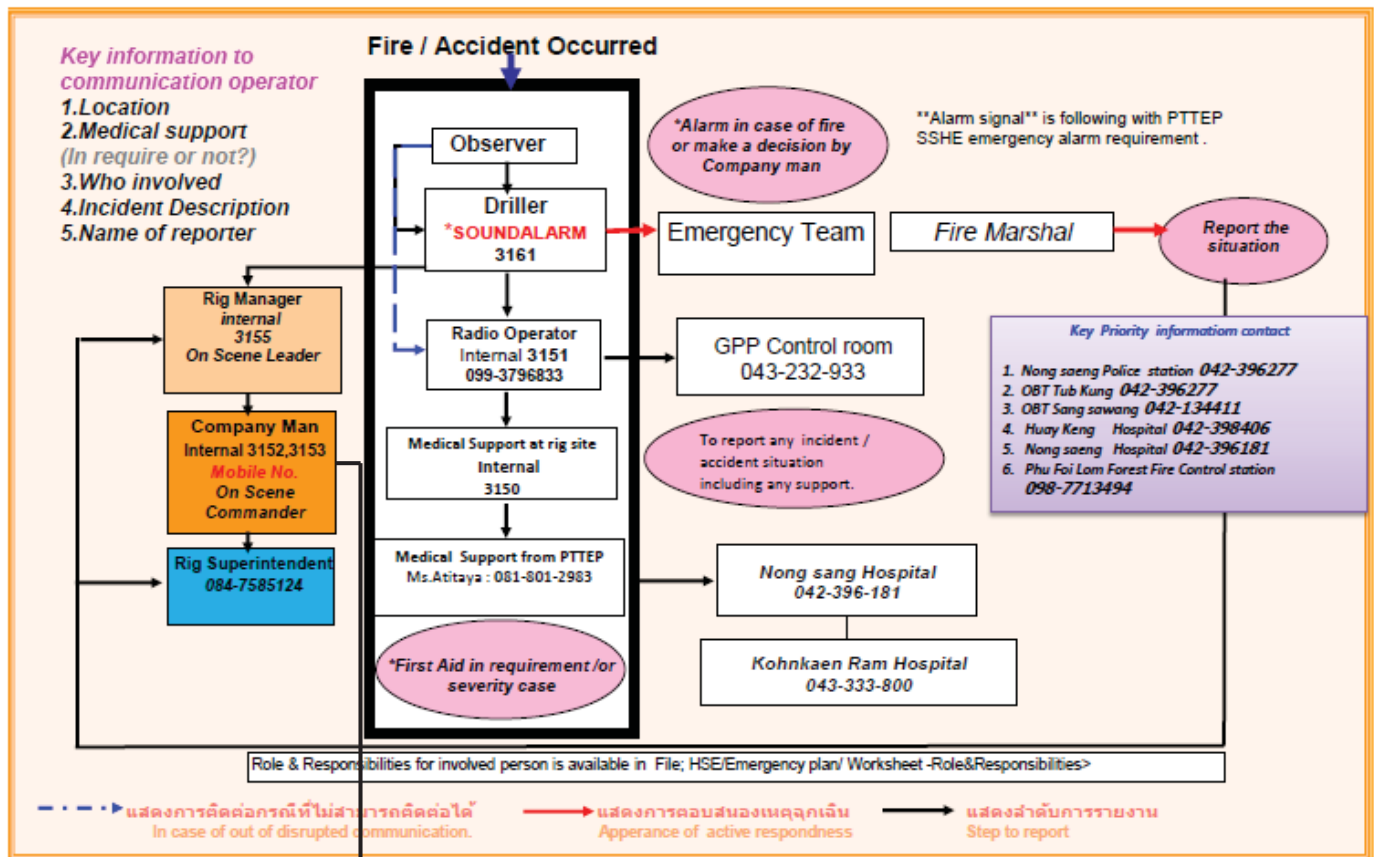 Fire / Accident Occurred
Key information to
communication operator
1.Location
2.Medical support
(In require or not?)
3.Who involved
4.Incident Description
5.Name of reporter
Observer
Driller
*SOUNDALARM
3161
*Alarm in case of fire
or make a decision by
Company man
**Alarm signal** is following with PTTEP
SSHE emergency alarm requirement .
Emergency Team
Fire Marshal
Report the
situation
Rig Manager
internal
3155
On Scene Leader
Radio Operator
Internal 3151
099-3796833
GPP Control room
043-232-933
Key Priority informatiom contact
1. Nong saeng Police station 042-396277
2. OBT Tub Kung 042-396277
3. OBT Sang sawang 042-134411
4. Huay Keng Hospital 042-398406
5. Nong saeng Hospital 042-396181
6. Phu Foi Lom Forest Fire Control station
098-7713494
Company Man
Internal 3152,3153
Mobile No.
On Scene
Commander
Medical Support at rig site
Internal
3150
To report any incident /
accident situation
including any support.
Rig Superintendent
084-7585124
Medical Support from PTTEP
Ms.Atitaya : 081-801-2983
Nong sang Hospital
042-396-181
*First Aid in requirement /or
severity case
Kohnkaen Ram Hospital
043-333-800
Role & Responsibilities for involved person is available in File; HSE/Emergency plan/ Worksheet -Role&Responsibilities>
แสดงการติดต่อกรณีที่ไม่สามารถติดต่อได้
In case of out of disrupted communication.
แสดงการตอบสนองเหตุฉุกเฉิน
Apperance of active respondness
แสดงลำดับการรายงาน
Step to report